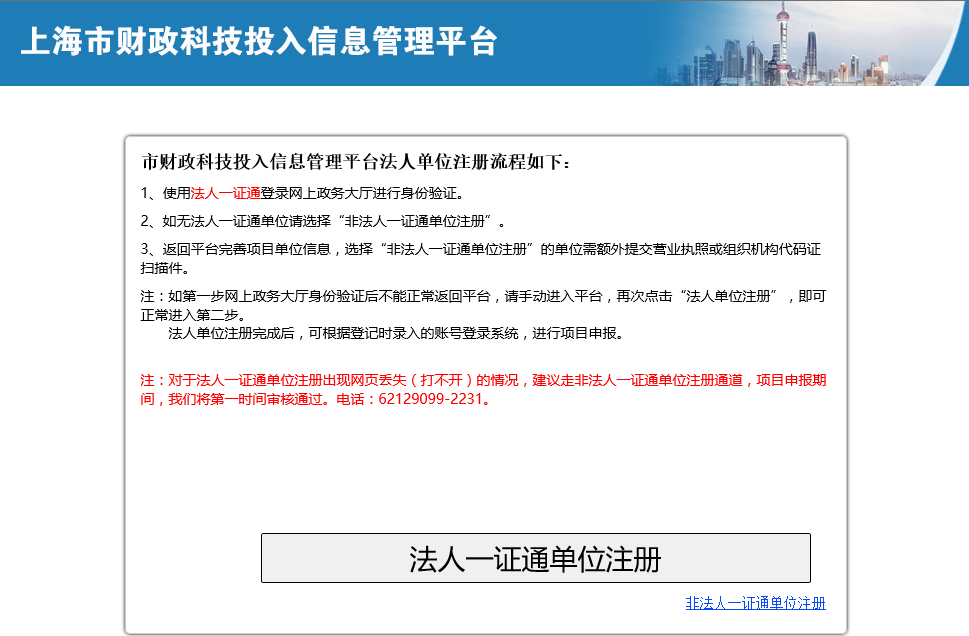 上海市财政科技投入信息管理平台
市财政科技投入信息管理平台法人单位注册流程如下：
1、使用法人一证通登录网上政务大厅进行身份验证。
2、如无法人一证通单位请选择“非法人一证通单位注册”。
3、返回平台完善项目单位信息，选择“非法人一证通单位注册”的单位需额外提交营业执照或组织机构代码证
扫描件。
注：如第一步网上政务大厅身份验证后不能正常返回平台，请手动进入平台，再次点击“法人单位注册”，即可
正常进入第二步。
法人单位注册完成后，可根据登记时录入的账号登录系统，进行项目申报。
注：对于法人一证通单位注册出现网页丢失（打不开）的情况，建议走非法人一证通单位注册通道，项目申报期
间，我们将第一时间审核通过。电话：62129099-2231。
法人一证通单位注册
非法人一证通单位注册